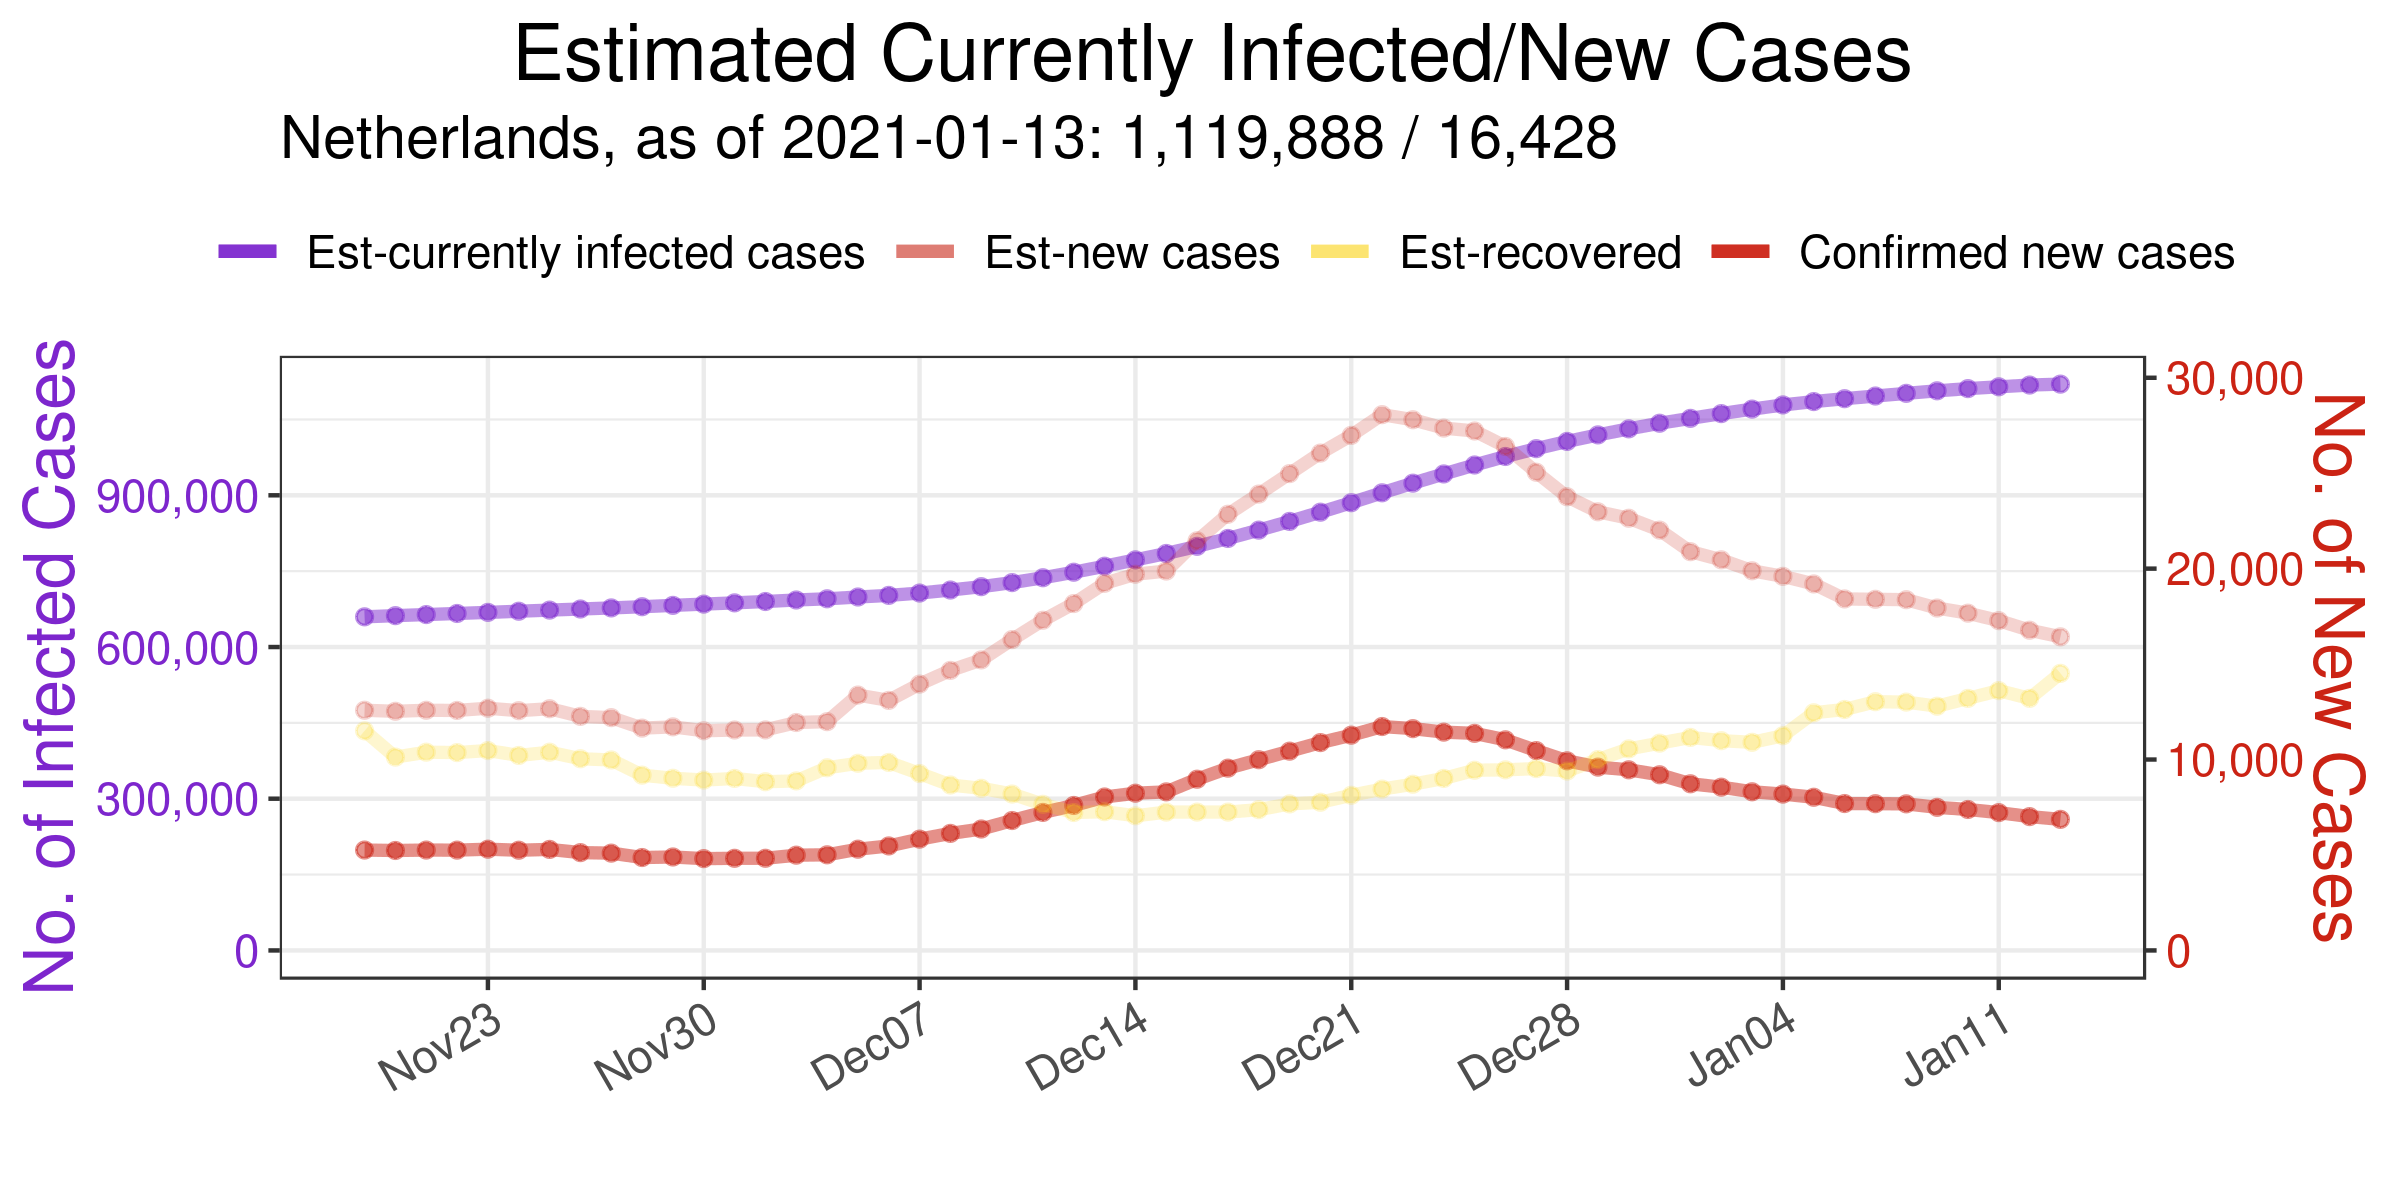 Estimated Currently Infected/New Cases
Netherlands, as of 2021-01-13: 1,119,888 / 16,428
Est-currently infected cases
Est-new cases
Est-recovered
Confirmed new cases
No. of Infected Cases
900,000
600,000
300,000
0
30,000
20,000
10,000
0
No. of New Cases
Nov23
Nov30
Dec07
Dec14
Dec21
Dec28
Jan04
Jan11